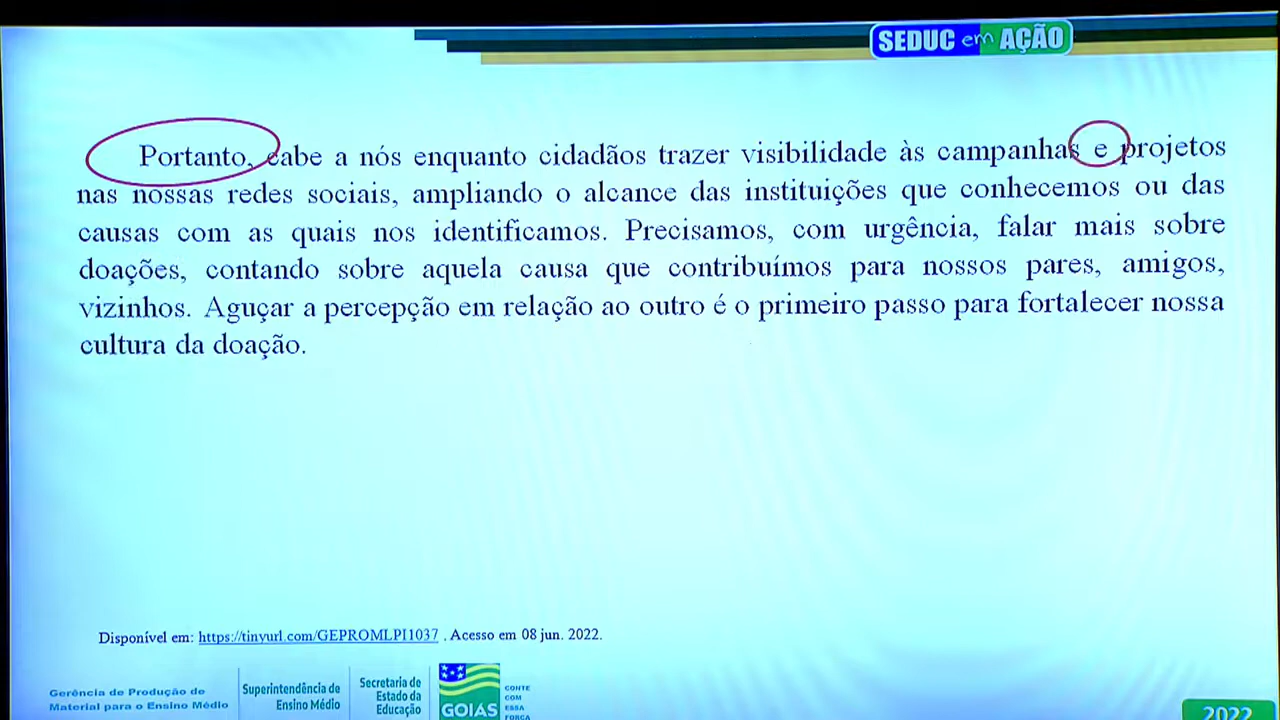 SEDUC em AÇÃO
Portanto, cabe a nós enquanto cidadãos trazer visibilidade às campanhas e projetos
nas nossas redes sociais, ampliando o alcance das instituições que conhecemos ou das
causas com as quais nos identificamos. Precisamos, com urgência, falar mais sobre
doações, contando sobre aquela causa que contribuímos para nossos pares, amigos,
vizinhos. Aguçar a percepção em relação ao outro é o primeiro passo para fortalecer nossa
cultura da doação.
Disponível em: https://tinyurl.com/GEPROMLPI1037 . Acesso em 08 jun. 2022.
Gerência de Produção de
Material para o Ensino Médio
Superintendência de
Ensino Médio
Secretaria de
Estado da
Educação
GOIÁS
CONTE
COM
ESSA
FORÇA
2022